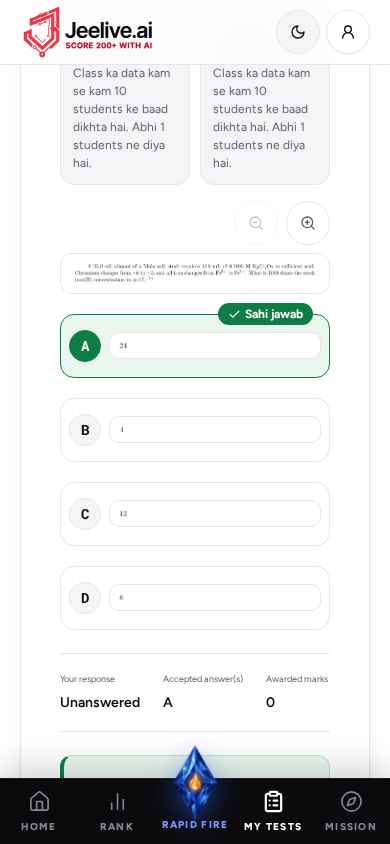 Jeelive.ai
SCORE 200+ WITH AI
Class ka data kam
se kam 10
students ke baad
dikhta hai. Abhi 1
students ne diya
hai.
Class ka data kam
se kam 10
students ke baad
dikhta hai. Abhi 1
students ne diya
hai.
Sahi jawab
A
24
B
C
12
D
6
Your response
Accepted answer(s)
Awarded marks
Unanswered
A
0
HOME
RANK
RAPID FIRE
MY TESTS
MISSION